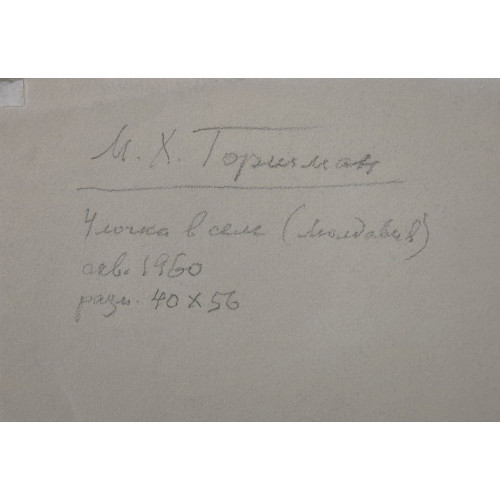 М. Х. Горшман
Улочка в селе (Молдавия)
акв. 1960
разм. 40 х 56